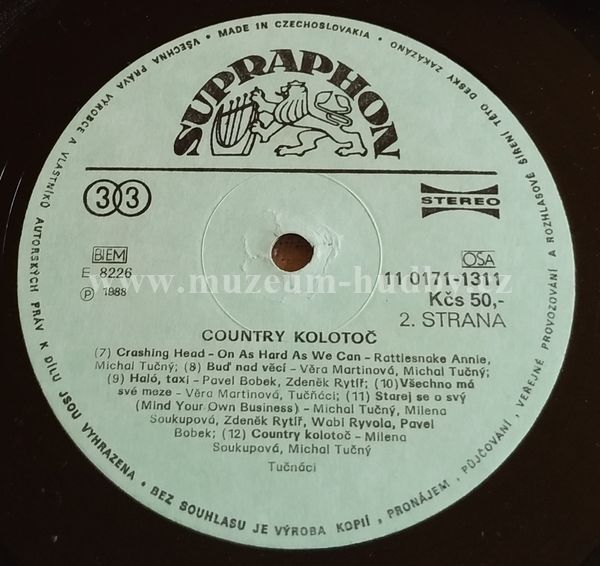 VŠECHNA PRÁVA VÝROBCE A VLASTNÍKŮ AUTORSKÝCH PRÁV K DÍLU JSOU VYHRAZENA • BEZ SOUHLASU JE VÝROBA KOPIÍ, PRONÁJEM, PŮJČOVÁNÍ, VEŘEJNÉ PROVOZOVÁNÍ A ROZHLASOVÉ ŠÍŘENÍ TÉTO DESKY ZAKÁZÁNO • MADE IN CZECHOSLOVAKIA •
SUPRAPHON
33
STEREO
BIEM
E 8226
Ⓟ 1988
OSA
11 0171-1311
Kčs 50,-
2. STRANA
www.muzeum-hudby.cz
COUNTRY KOLOTOČ
(7) Crashing Head – On As Hard As We Can – Rattlesnake Annie,
Michal Tučný; (8) Buď nad věcí – Věra Martinová, Michal Tučný;
(9) Haló, taxi – Pavel Bobek, Zdeněk Rytíř; (10) Všechno má
své meze – Věra Martinová, Tučňáci; (11) Starej se o svý
(Mind Your Own Business) – Michal Tučný, Milena
Soukupová, Zdeněk Rytíř, Wabi Ryvola, Pavel
Bobek; (12) Country kolotoč – Milena
Soukupová, Michal Tučný
Tučňáci